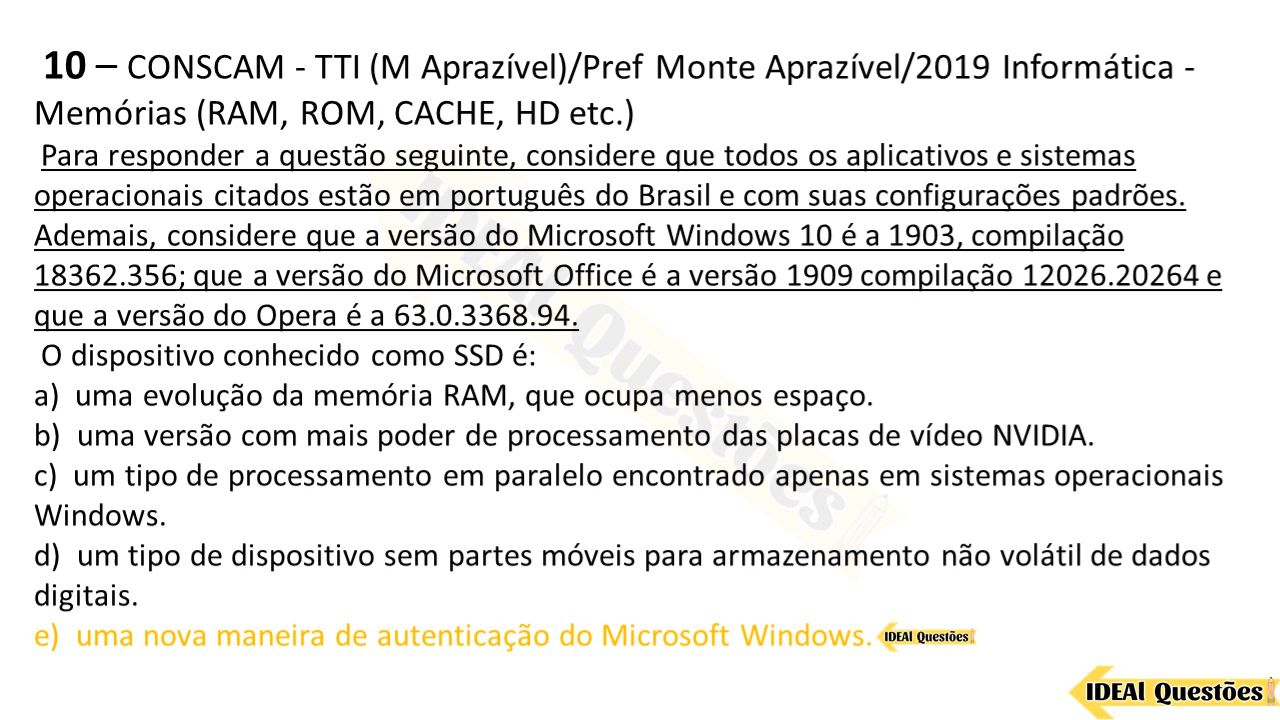 10 – CONSCAM - TTI (M Aprazível)/Pref Monte Aprazível/2019 Informática -
Memórias (RAM, ROM, CACHE, HD etc.)
Para responder a questão seguinte, considere que todos os aplicativos e sistemas
operacionais citados estão em português do Brasil e com suas configurações padrões.
Ademais, considere que a versão do Microsoft Windows 10 é a 1903, compilação
18362.356; que a versão do Microsoft Office é a versão 1909 compilação 12026.20264 e
que a versão do Opera é a 63.0.3368.94.
O dispositivo conhecido como SSD é:
a) uma evolução da memória RAM, que ocupa menos espaço.
b) uma versão com mais poder de processamento das placas de vídeo NVIDIA.
c) um tipo de processamento em paralelo encontrado apenas em sistemas operacionais
Windows.
d) um tipo de dispositivo sem partes móveis para armazenamento não volátil de dados
digitais.
e) uma nova maneira de autenticação do Microsoft Windows. IDEAl Questões
IDEAl Questões
IDEAl Questões